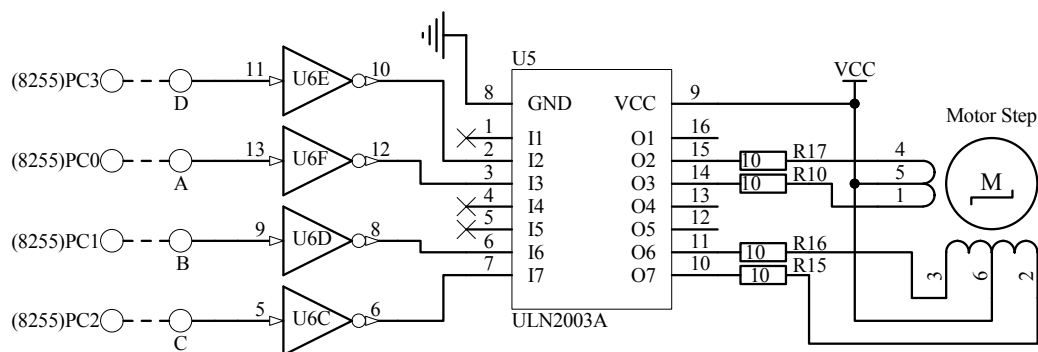 U5
VCC
(8255)PC3
D
11
U6E
10
8
GND
VCC
9
Motor Step
1
I1
O1
16
(8255)PC0
A
13
U6F
12
2
I2
O2
15
10
R17
4
3
I3
O3
14
10
R10
5
1
M
4
I4
O4
13
5
I5
O5
12
(8255)PC1
B
9
U6D
8
6
I6
O6
11
10
R16
7
I7
O7
10
10
R15
3
6
2
(8255)PC2
C
5
U6C
6
ULN2003A